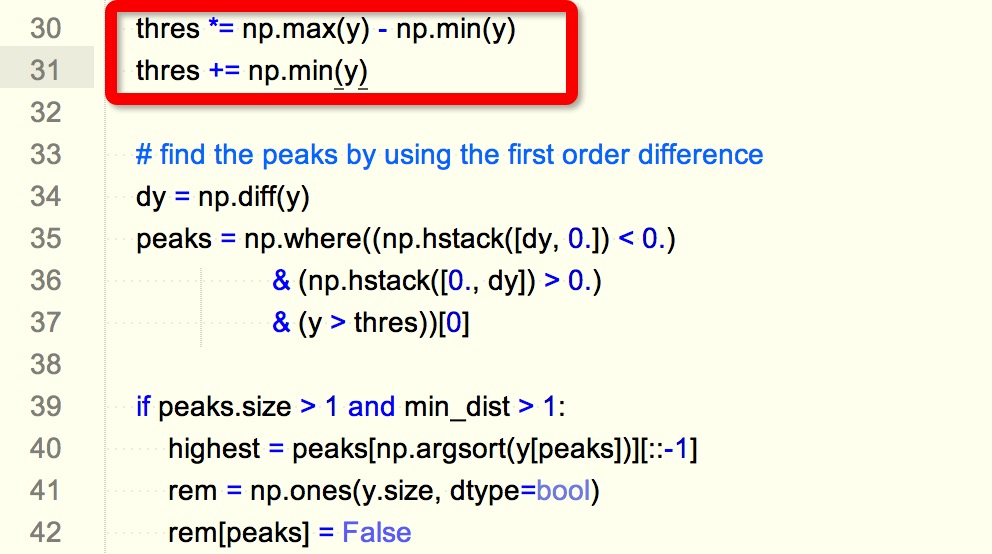 30 thres *= np.max(y) - np.min(y)
31 thres += np.min(y)
32
33 # find the peaks by using the first order difference
34 dy = np.diff(y)
35 peaks = np.where((np.hstack([dy, 0.]) < 0.)
36 & (np.hstack([0., dy]) > 0.)
37 & (y > thres))[0]
38
39 if peaks.size > 1 and min_dist > 1:
40 highest = peaks[np.argsort(y[peaks])][::-1]
41 rem = np.ones(y.size, dtype=bool)
42 rem[peaks] = False